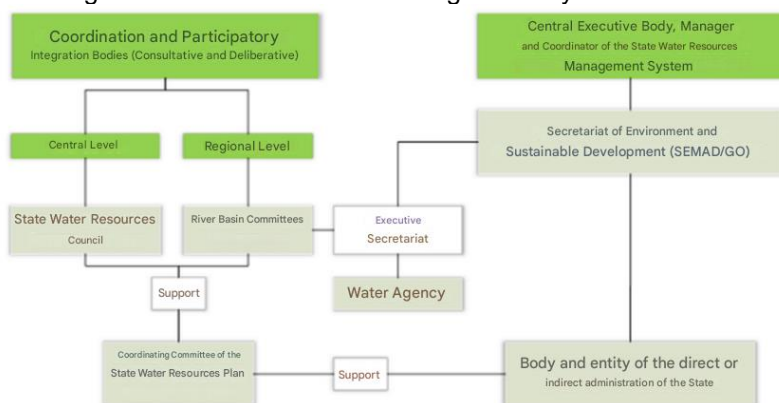 Coordination and Participatory
Integration Bodies (Consultative and Deliberative)
Central Executive Body, Manager
and Coordinator of the State Water Resources
Management System
Central Level
Regional Level
Secretariat of Environment and
Sustainable Development (SEMAD/GO)
State Water Resources
Council
River Basin Committees
Executive
Secretariat
Water Agency
Support
Coordinating Committee of the
State Water Resources Plan
Support
Body and entity of the direct or
indirect administration of the State